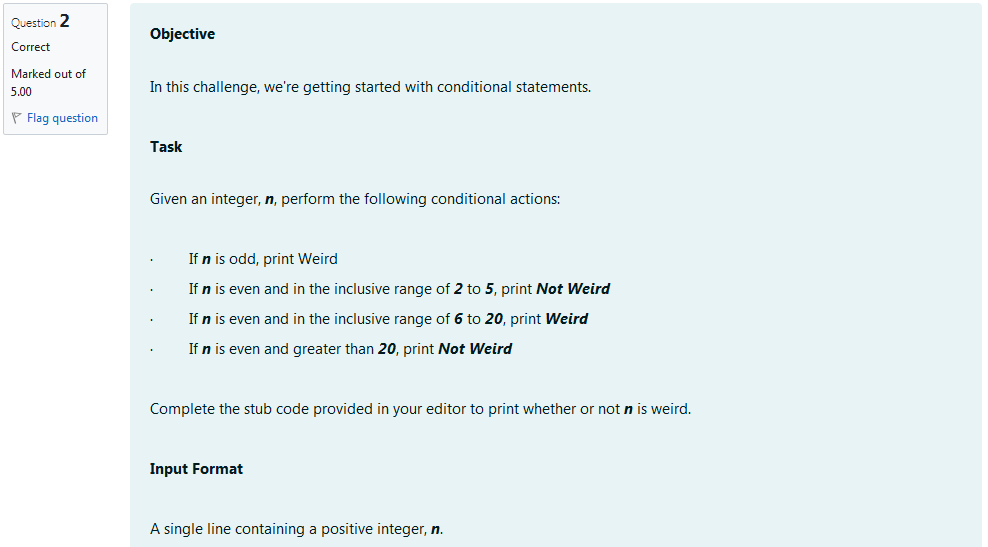 Question 2
Correct
Marked out of
5.00
Flag question
Objective
In this challenge, we're getting started with conditional statements.
Task
Given an integer, n, perform the following conditional actions:
· If n is odd, print Weird
· If n is even and in the inclusive range of 2 to 5, print Not Weird
· If n is even and in the inclusive range of 6 to 20, print Weird
· If n is even and greater than 20, print Not Weird
Complete the stub code provided in your editor to print whether or not n is weird.
Input Format
A single line containing a positive integer, n.